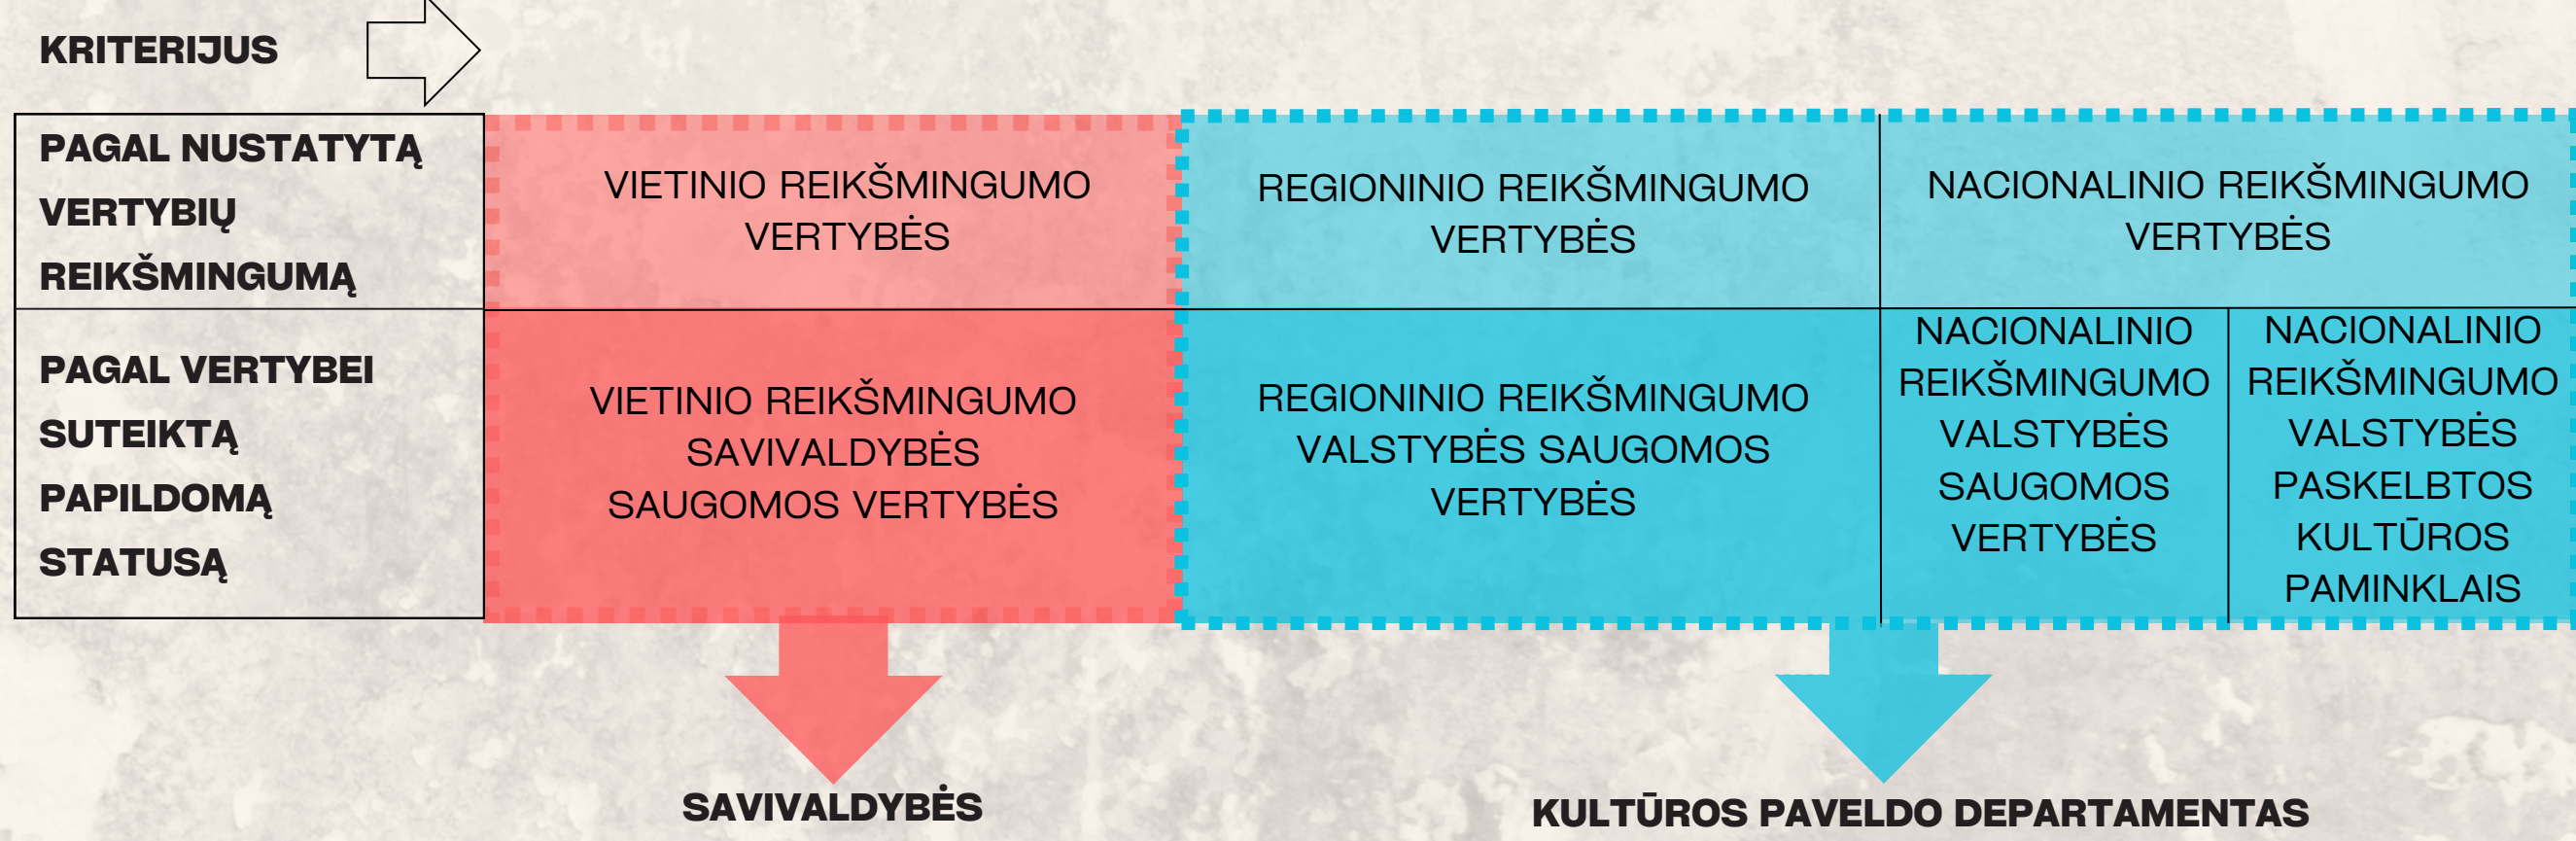 KRITERIJUS
PAGAL NUSTATYTĄ
VERTYBIŲ
REIKŠMINGUMĄ
VIETINIO REIKŠMINGUMO
VERTYBĖS
REGIONINIO REIKŠMINGUMO
VERTYBĖS
NACIONALINIO REIKŠMINGUMO
VERTYBĖS
PAGAL VERTYBEI
SUTEIKTĄ
PAPILDOMĄ
STATUSĄ
VIETINIO REIKŠMINGUMO
SAVIVALDYBĖS
SAUGOMOS VERTYBĖS
REGIONINIO REIKŠMINGUMO
VALSTYBĖS SAUGOMOS
VERTYBĖS
NACIONALINIO
REIKŠMINGUMO
VALSTYBĖS
SAUGOMOS
VERTYBĖS
NACIONALINIO
REIKŠMINGUMO
VALSTYBĖS
PASKELBTOS
KULTŪROS
PAMINKLAIS
SAVIVALDYBĖS
KULTŪROS PAVELDO DEPARTAMENTAS